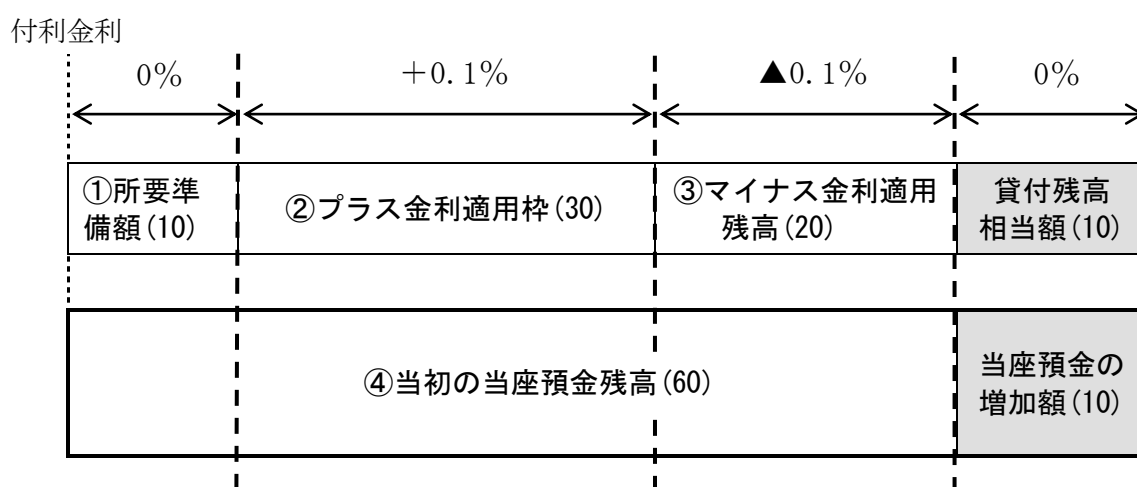 付利金利
0%
+0.1%
▲0.1%
0%
①所要準
備額(10)
②プラス金利適用枠(30)
③マイナス金利適用
残高(20)
貸付残高
相当額(10)
④当初の当座預金残高(60)
当座預金の
増加額(10)